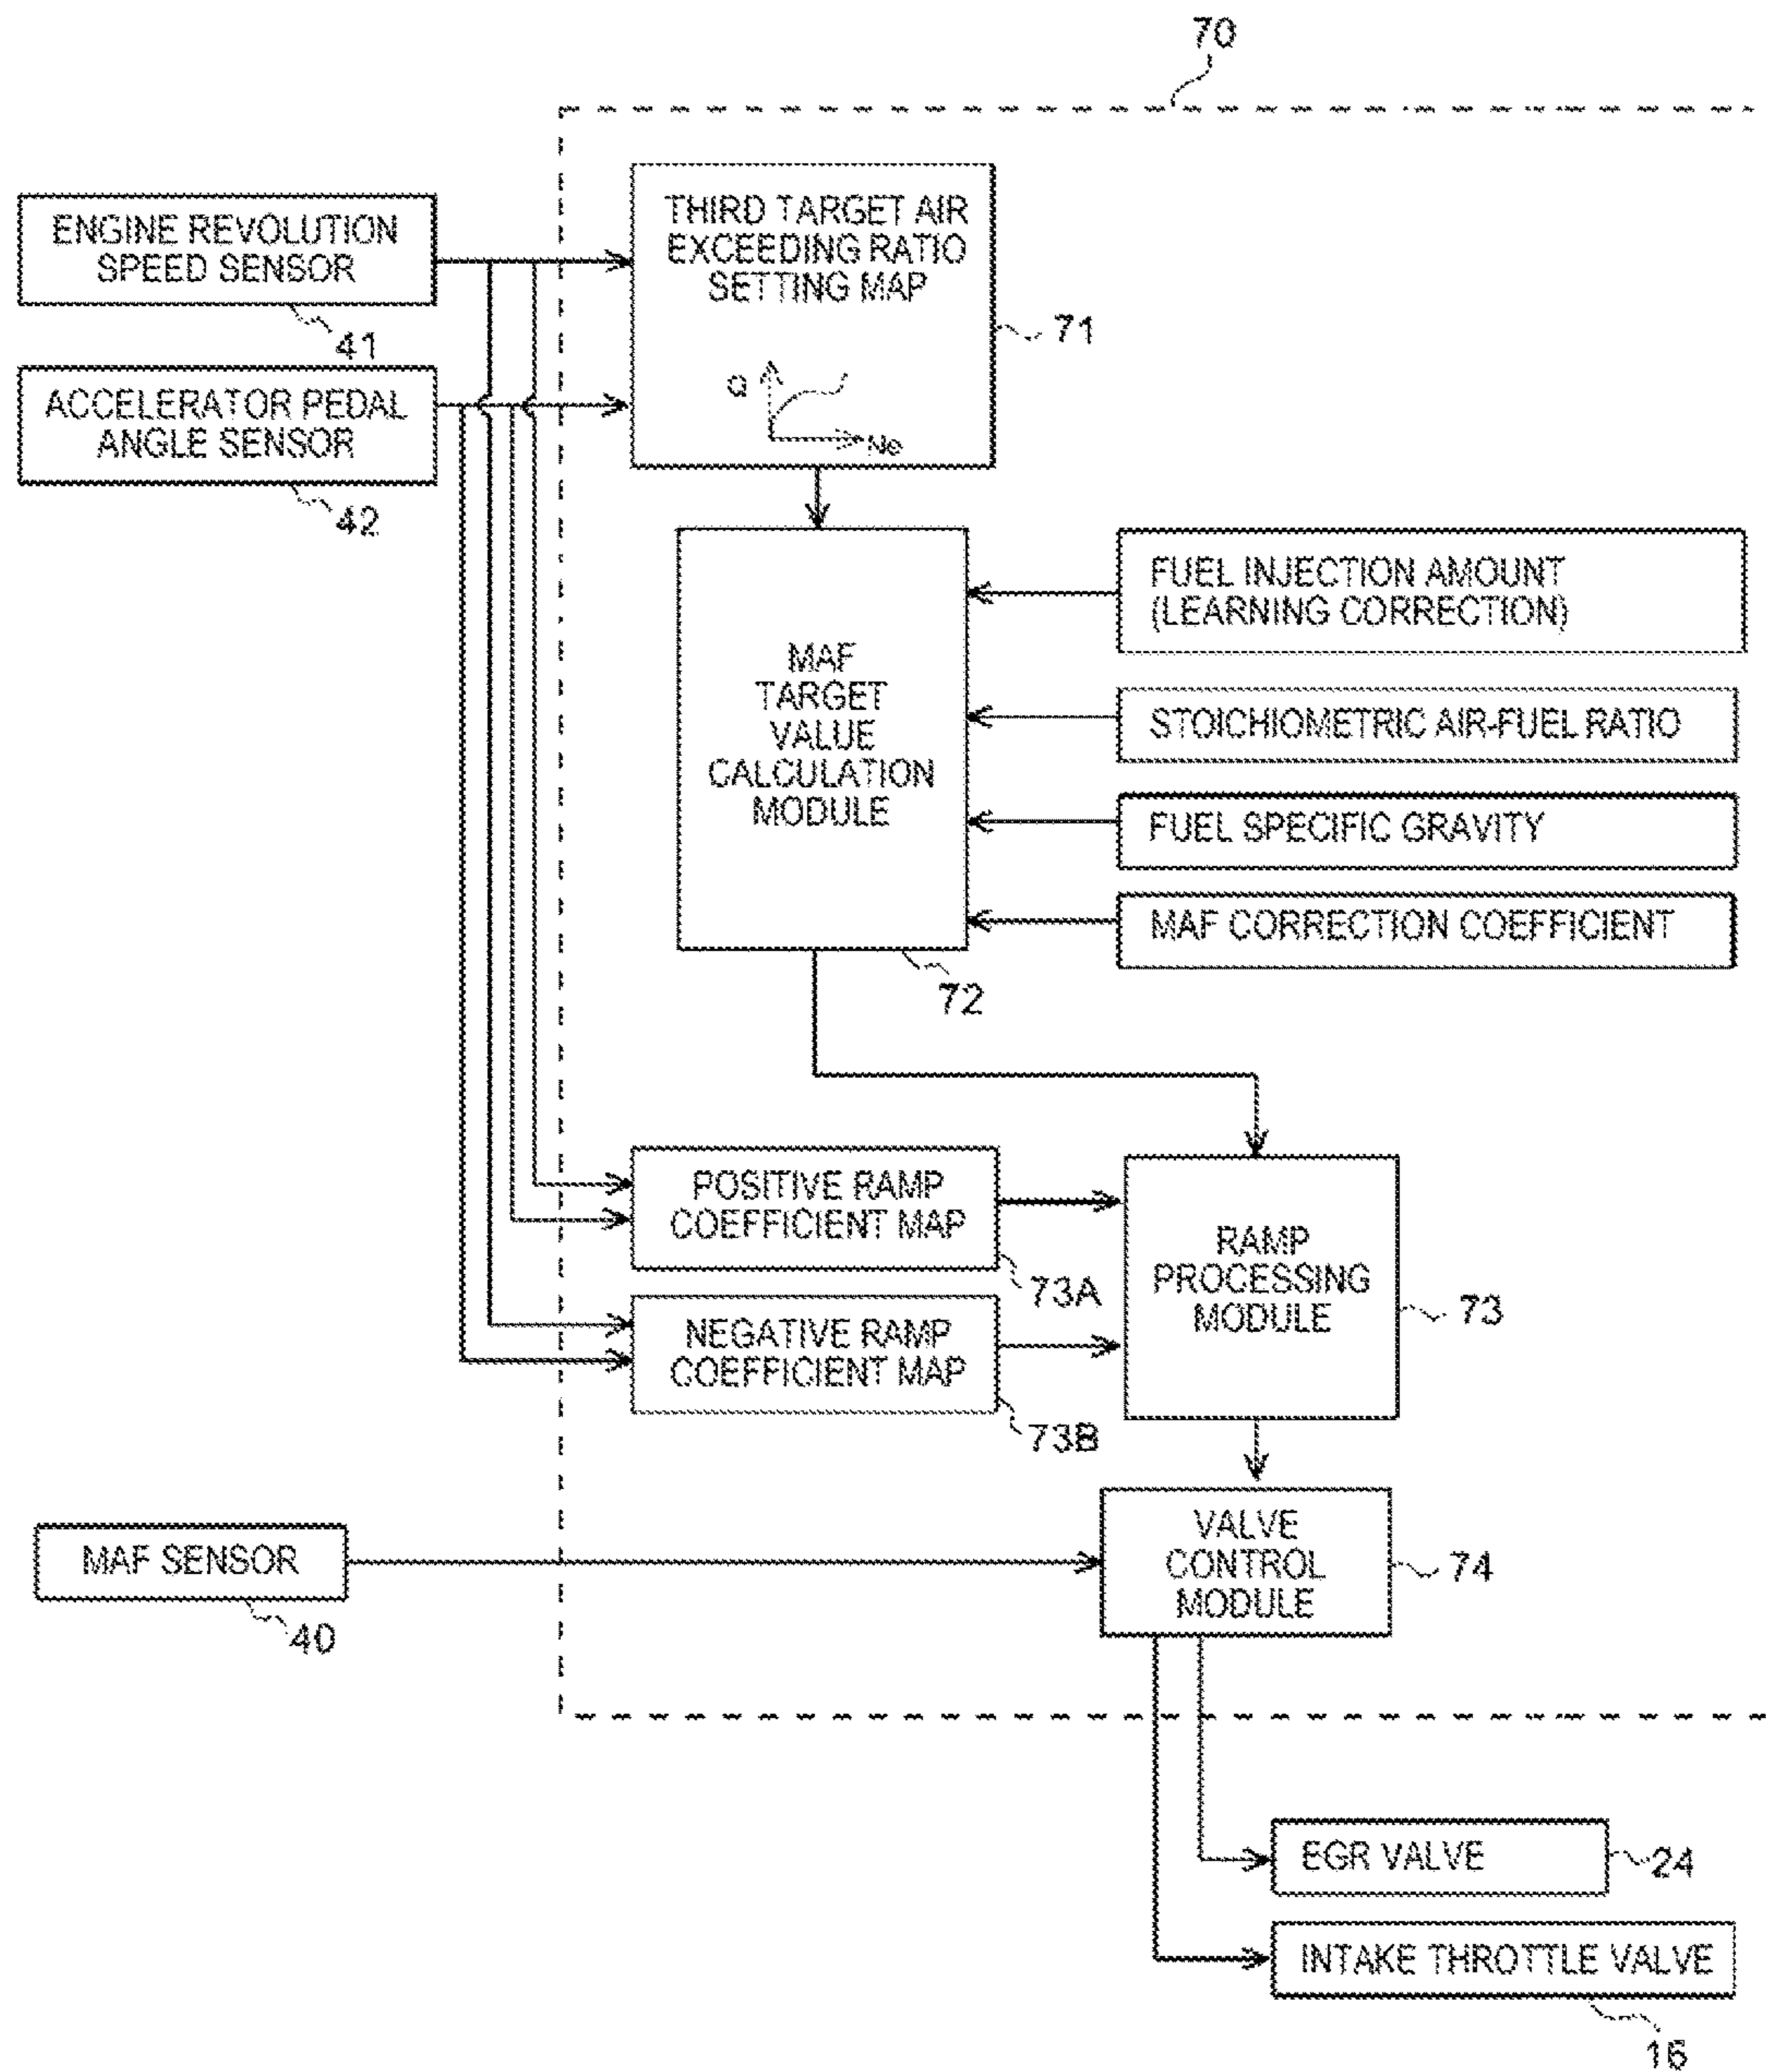 70
ENGINE REVOLUTION
SPEED SENSOR
41
ACCELERATOR PEDAL
ANGLE SENSOR
42
THIRD TARGET AIR
EXCEEDING RATIO
SETTING MAP
Q
Ne
71
MAF
TARGET
VALUE
CALCULATION
MODULE
72
FUEL INJECTION AMOUNT
(LEARNING CORRECTION)
STOICHIOMETRIC AIR-FUEL RATIO
FUEL SPECIFIC GRAVITY
MAF CORRECTION COEFFICIENT
POSITIVE RAMP
COEFFICIENT MAP
73A
NEGATIVE RAMP
COEFFICIENT MAP
73B
RAMP
PROCESSING
MODULE
73
MAF SENSOR
40
VALVE
CONTROL
MODULE
74
EGR VALVE
24
INTAKE THROTTLE VALVE
16